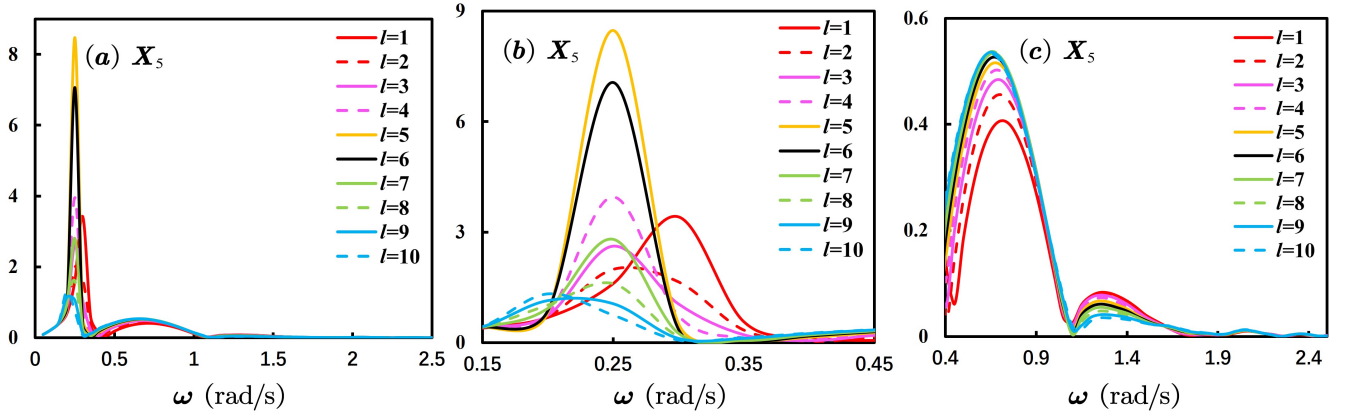 (a) X₅
l=1
l=2
l=3
l=4
l=5
l=6
l=7
l=8
l=9
l=10
8
6
4
2
0
0 0.5 1 1.5 2 2.5
ω (rad/s)
(b) X₅
l=1
l=2
l=3
l=4
l=5
l=6
l=7
l=8
l=9
l=10
9
6
3
0
0.15 0.25 0.35 0.45
ω (rad/s)
(c) X₅
l=1
l=2
l=3
l=4
l=5
l=6
l=7
l=8
l=9
l=10
0.6
0.4
0.2
0
0.4 0.9 1.4 1.9 2.4
ω (rad/s)